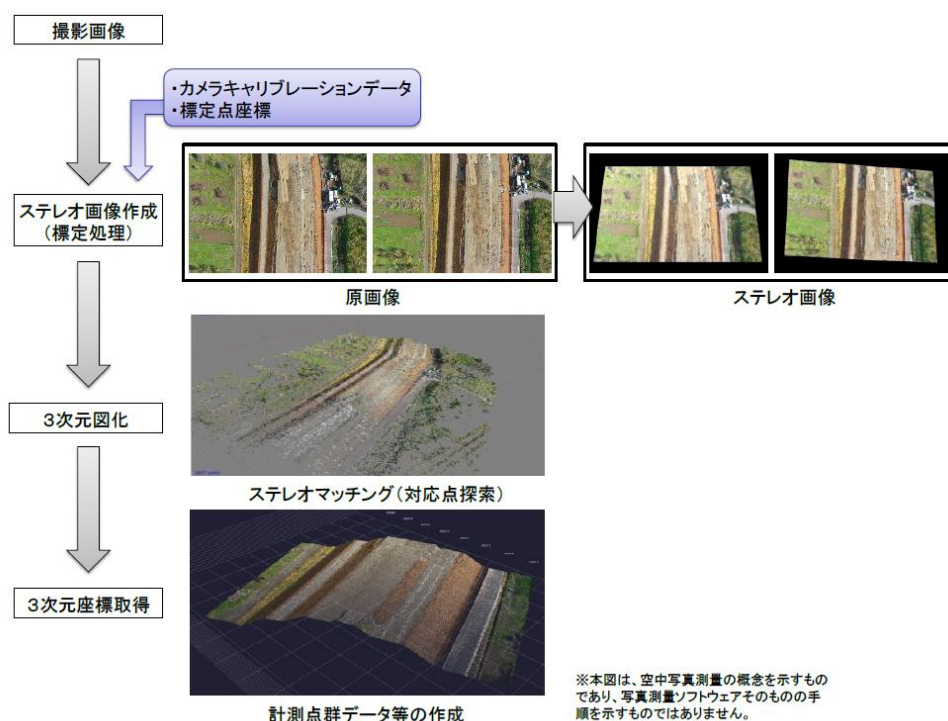 撮影画像
・カメラキャリブレーションデータ
・標定点座標
ステレオ画像作成
（標定処理）
原画像
ステレオ画像
３次元図化
ステレオマッチング（対応点探索）
３次元座標取得
計測点群データ等の作成
※本図は、空中写真測量の概念を示すもの
であり、写真測量ソフトウェアそのものの手
順を示すものではありません。